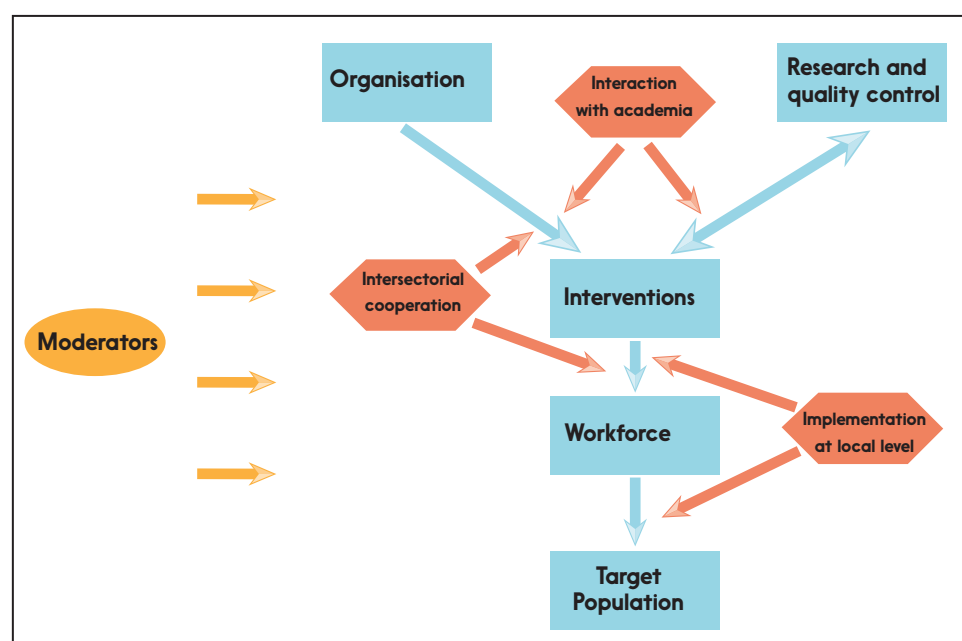 Organisation
Interaction
with academia
Research and
quality control
Intersectorial
cooperation
Interventions
Moderators
Workforce
Implementation
at local level
Target
Population